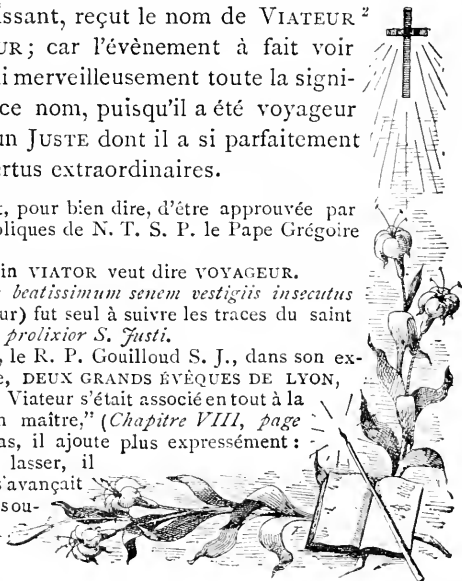 issant, reçut le nom de VIATEUR ²
UR; car l'évènement à fait voir
i merveilleusement toute la signi-
ce nom, puisqu'il a été voyageur
un JUSTE dont il a si parfaitement
ertus extraordinaires.
t, pour bien dire, d'être approuvée par
oliques de N. T. S. P. le Pape Grégoire
in VIATOR veut dire VOYAGEUR.
beatissimum senem vestigiis insecutus
ur) fut seul à suivre les traces du saint
prolixior S. Justi.
, le R. P. Gouilloud S. J., dans son ex-
e, DEUX GRANDS ÉVÈQUES DE LYON,
Viateur s'était associé en tout à la
n maître," (Chapitre VIII, page
as, il ajoute plus expressément :
lasser, il
s'avançait
sou-